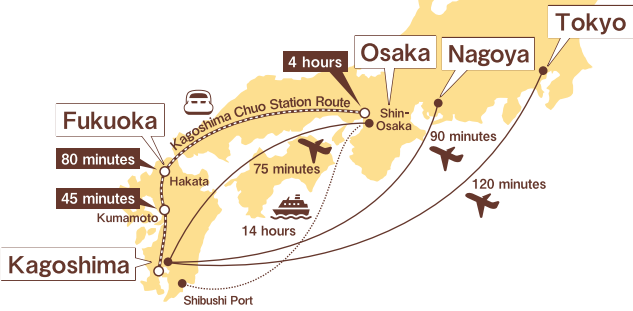 Tokyo
Osaka
Nagoya
4 hours
Kagoshima Chuo Station Route
Shin-
Osaka
Fukuoka
90 minutes
80 minutes
75 minutes
Hakata
120 minutes
45 minutes
Kumamoto
14 hours
Kagoshima
Shibushi Port